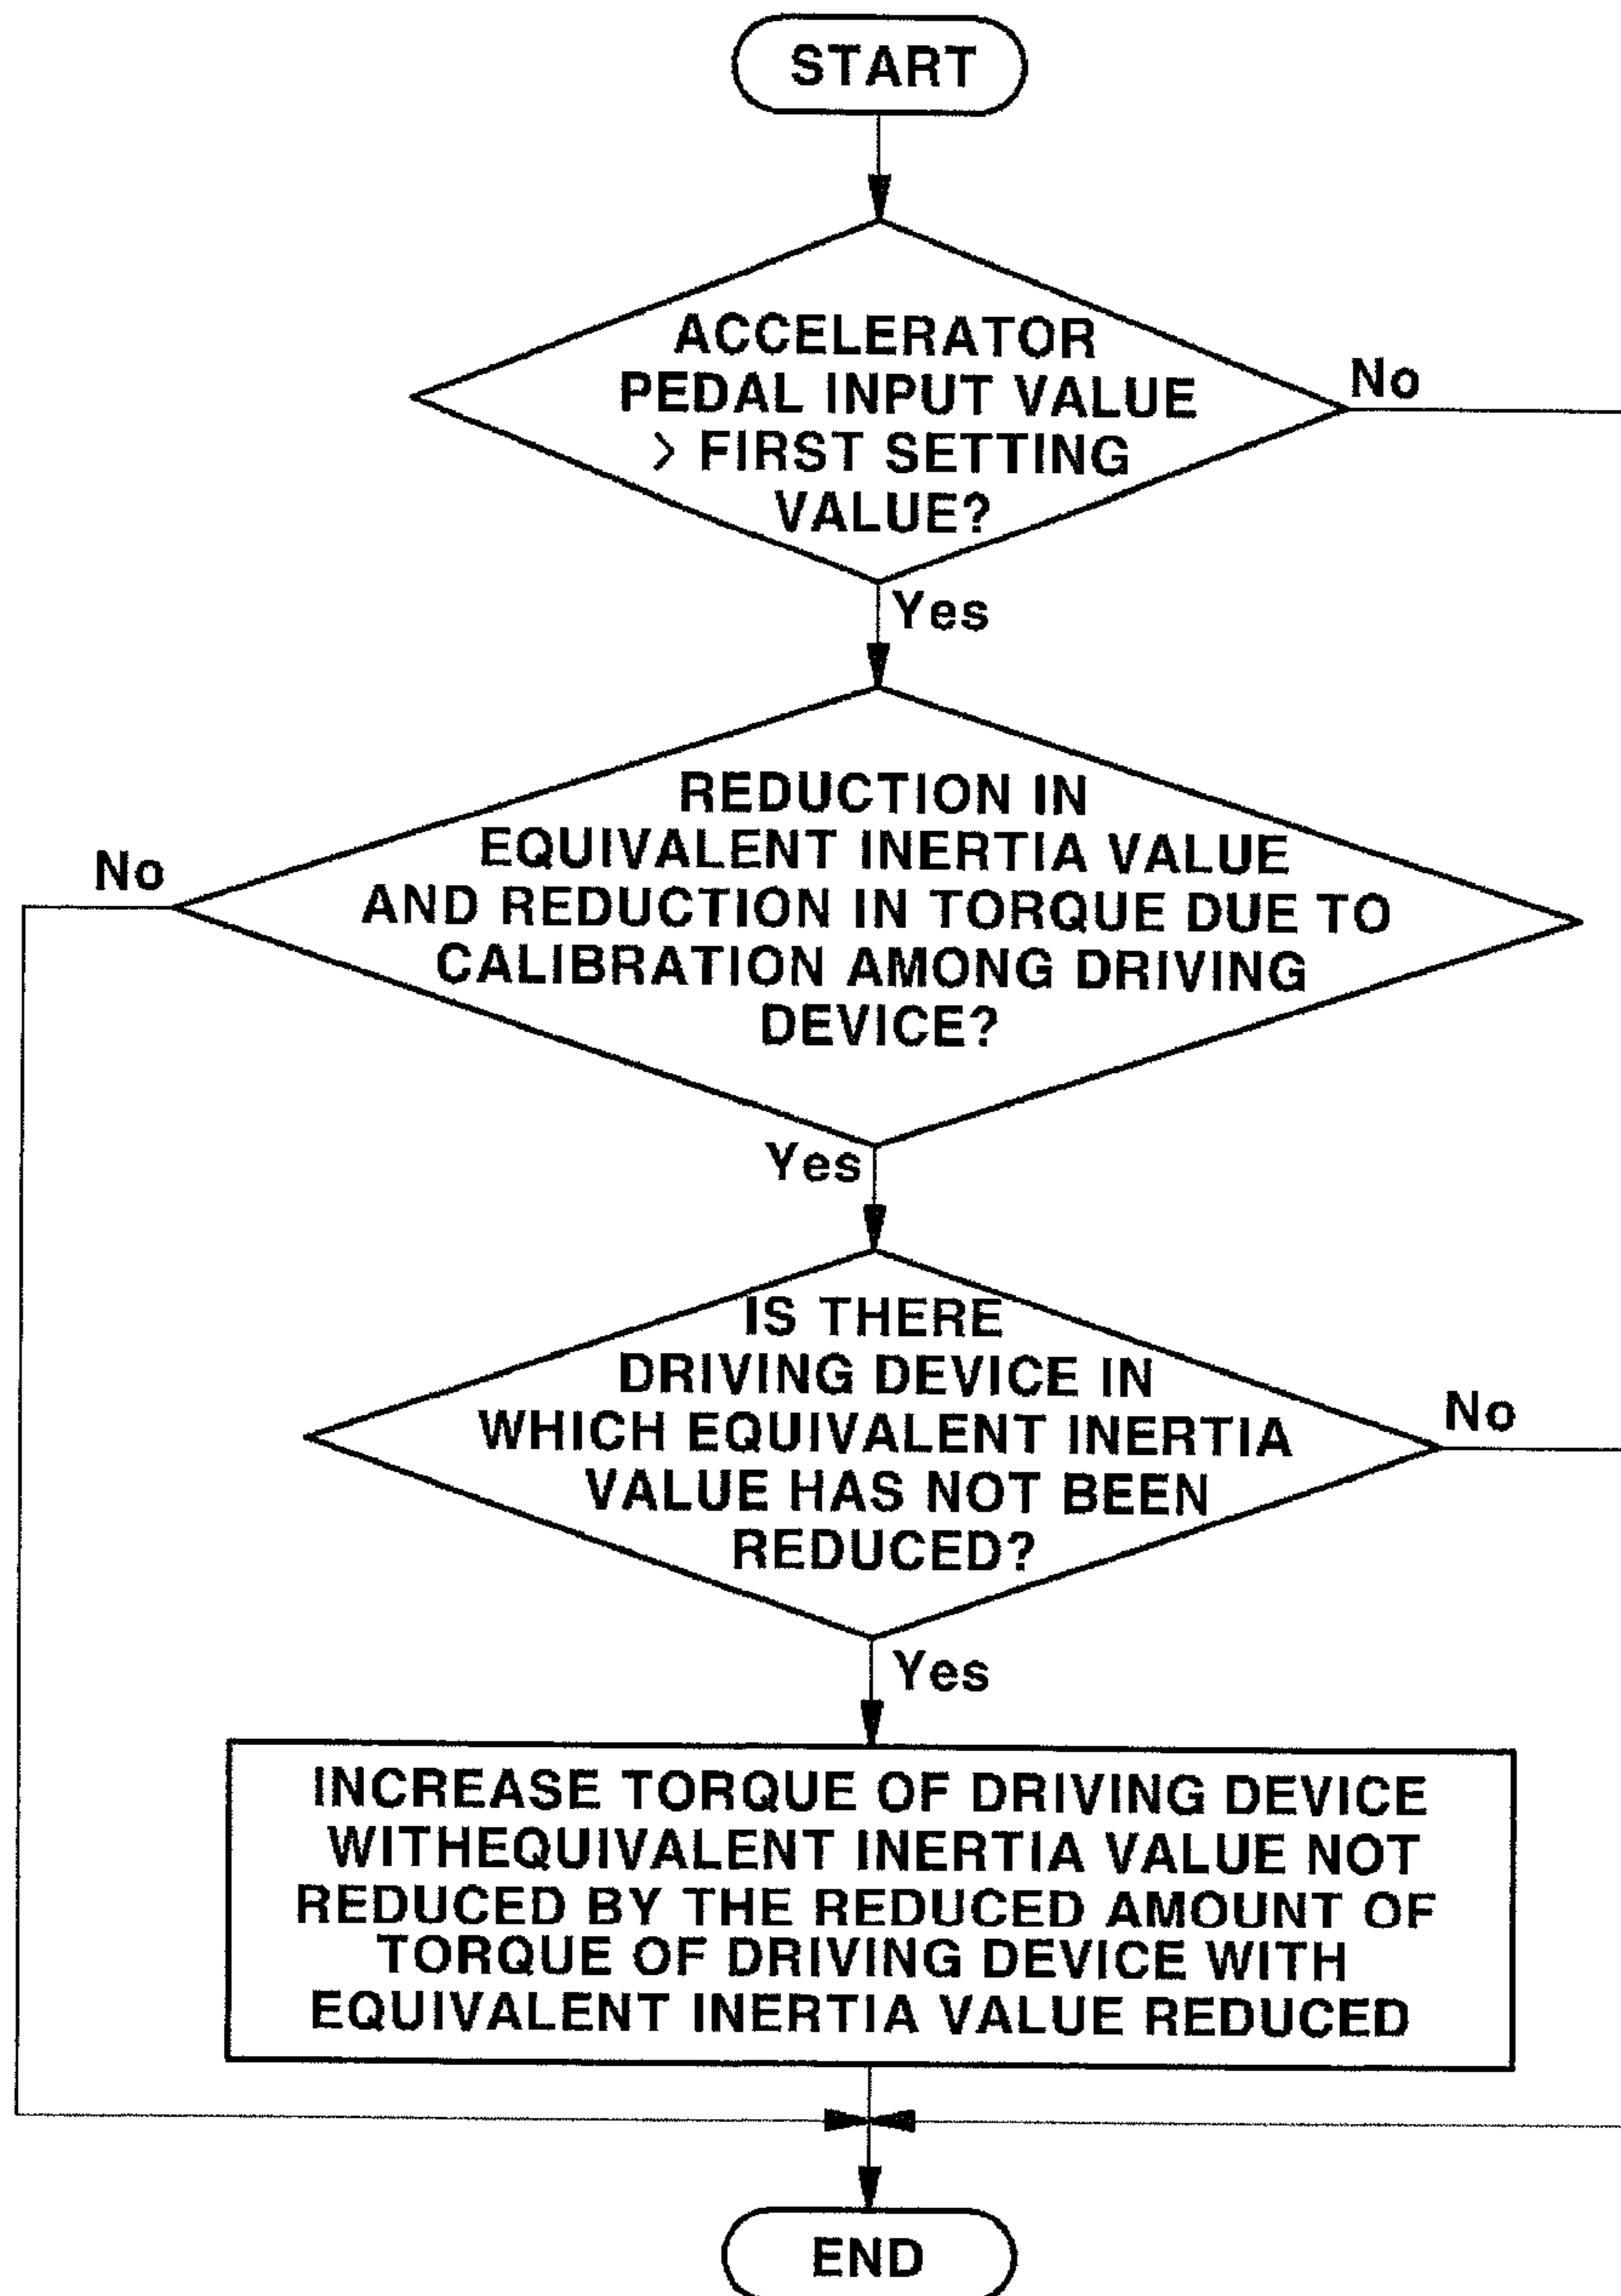 START
ACCELERATOR
PEDAL INPUT VALUE
> FIRST SETTING
VALUE?
No
Yes
REDUCTION IN
EQUIVALENT INERTIA VALUE
AND REDUCTION IN TORQUE DUE TO
CALIBRATION AMONG DRIVING
DEVICE?
No
Yes
IS THERE
DRIVING DEVICE IN
WHICH EQUIVALENT INERTIA
VALUE HAS NOT BEEN
REDUCED?
No
Yes
INCREASE TORQUE OF DRIVING DEVICE
WITHEQUIVALENT INERTIA VALUE NOT
REDUCED BY THE REDUCED AMOUNT OF
TORQUE OF DRIVING DEVICE WITH
EQUIVALENT INERTIA VALUE REDUCED
END